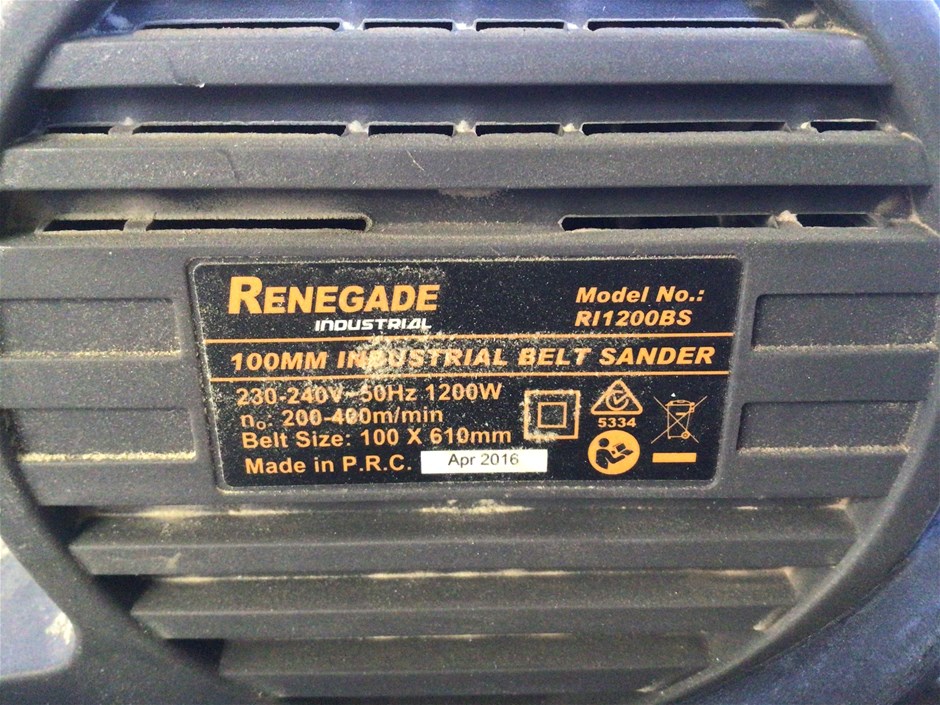 RENEGADE
INDUSTRIAL
Model No.:
RI1200BS
100MM INDUSTRIAL BELT SANDER
230-240V~50Hz 1200W
no: 200-400m/min
Belt Size: 100 X 610mm
Made in P.R.C.
Apr 2016
5334